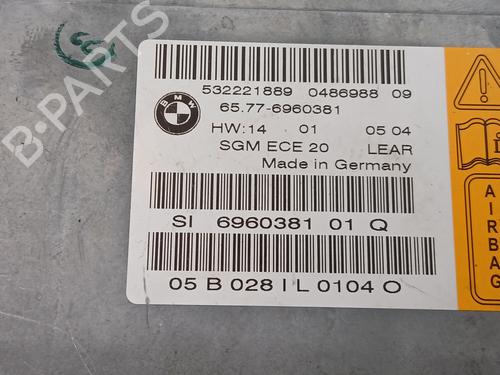 B-PARTS
BMW
532221889 0486988 09
65.77-6960381
HW:14 01 05 04
SGM ECE 20 LEAR
Made in Germany
SI 6960381 01 Q
05 B 028 I L 0104 O
AIRBAG